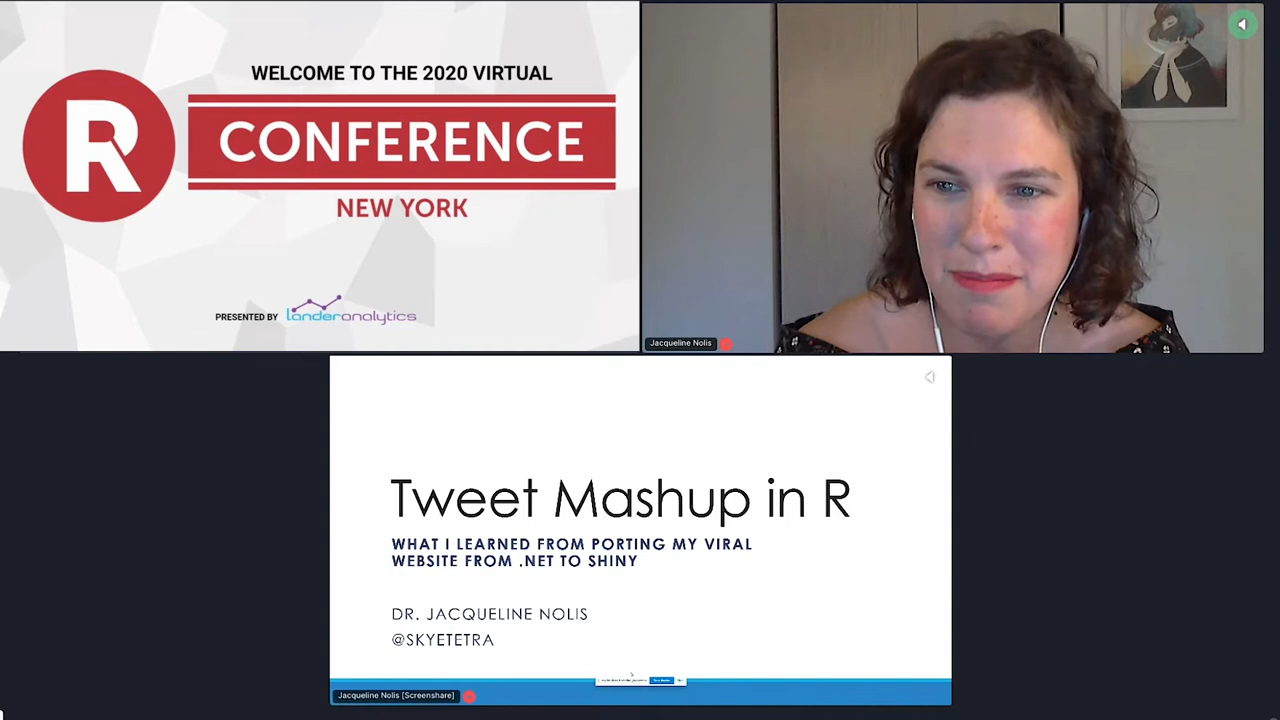 WELCOME TO THE 2020 VIRTUAL
R
CONFERENCE
NEW YORK
PRESENTED BY landeranalytics
Jacqueline Nolis
Tweet Mashup in R
WHAT I LEARNED FROM PORTING MY VIRAL
WEBSITE FROM .NET TO SHINY
DR. JACQUELINE NOLIS
@SKYETETRA
Jacqueline Nolis [Screenshare]